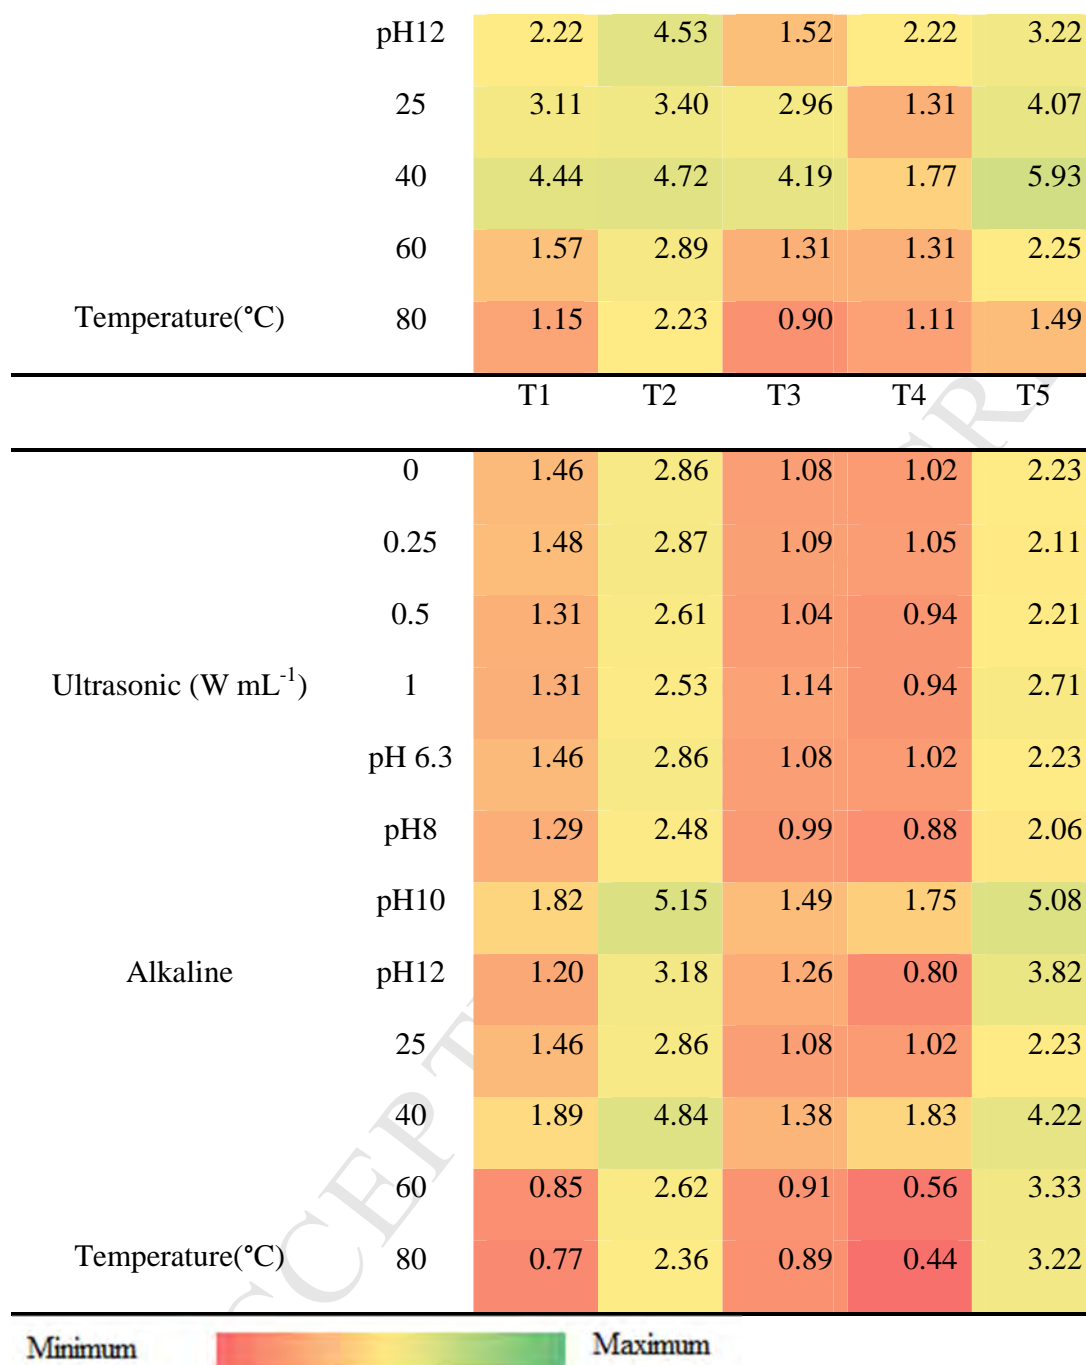 pH12 2.22 4.53 1.52 2.22 3.22
25 3.11 3.40 2.96 1.31 4.07
40 4.44 4.72 4.19 1.77 5.93
60 1.57 2.89 1.31 1.31 2.25
Temperature(°C) 80 1.15 2.23 0.90 1.11 1.49
T1 T2 T3 T4 T5
0 1.46 2.86 1.08 1.02 2.23
0.25 1.48 2.87 1.09 1.05 2.11
0.5 1.31 2.61 1.04 0.94 2.21
Ultrasonic (W mL⁻¹) 1 1.31 2.53 1.14 0.94 2.71
pH 6.3 1.46 2.86 1.08 1.02 2.23
pH8 1.29 2.48 0.99 0.88 2.06
pH10 1.82 5.15 1.49 1.75 5.08
Alkaline pH12 1.20 3.18 1.26 0.80 3.82
25 1.46 2.86 1.08 1.02 2.23
40 1.89 4.84 1.38 1.83 4.22
60 0.85 2.62 0.91 0.56 3.33
Temperature(°C) 80 0.77 2.36 0.89 0.44 3.22
Minimum Maximum